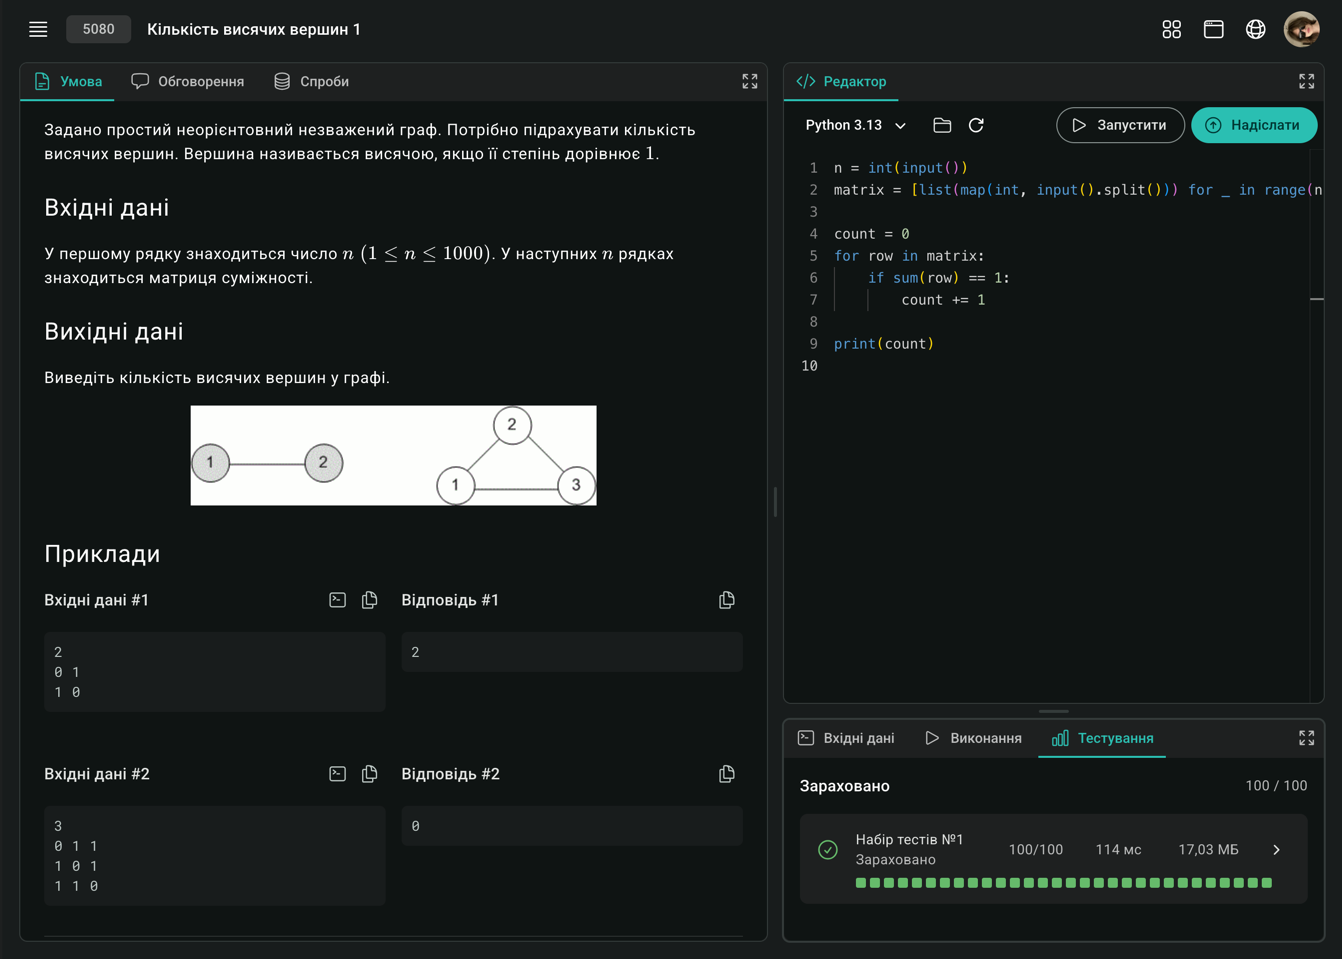 5080 Кількість висячих вершин 1
Умова Обговорення Спроби
Задано простий неорієнтовний незважений граф. Потрібно підрахувати кількість
висячих вершин. Вершина називається висячою, якщо її степінь дорівнює 1.
Вхідні дані
У першому рядку знаходиться число n (1 ≤ n ≤ 1000). У наступних n рядках
знаходиться матриця суміжності.
Вихідні дані
Виведіть кількість висячих вершин у графі.
2
1 2
1 3
Приклади
Вхідні дані #1 Відповідь #1
2
0 1
1 0
2
Вхідні дані #2 Відповідь #2
3
0 1 1
1 0 1
1 1 0
0
Редактор
Python 3.13 Запустити Надіслати
1 n = int(input())
2 matrix = [list(map(int, input().split())) for _ in range(n
3
4 count = 0
5 for row in matrix:
6 if sum(row) == 1:
7 count += 1
8
9 print(count)
10
Вхідні дані Виконання Тестування
Зараховано 100 / 100
Набір тестів №1 100/100 114 мс 17,03 МБ
Зараховано